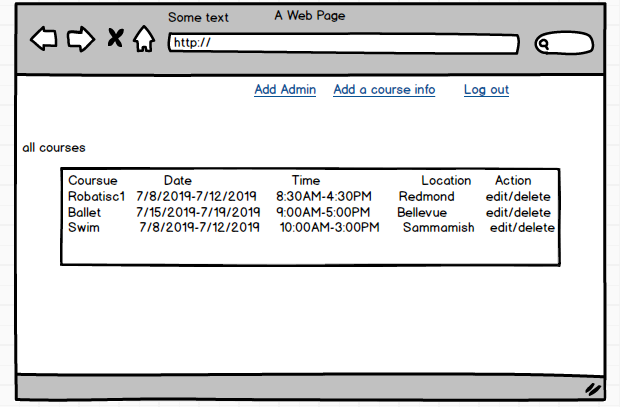 Some text A Web Page
http://
Add Admin Add a course info Log out
all courses
Coursue Date Time Location Action
Robatisc1 7/8/2019-7/12/2019 8:30AM-4:30PM Redmond edit/delete
Ballet 7/15/2019-7/19/2019 9:00AM-5:00PM Bellevue edit/delete
Swim 7/8/2019-7/12/2019 10:00AM-3:00PM Sammamish edit/delete